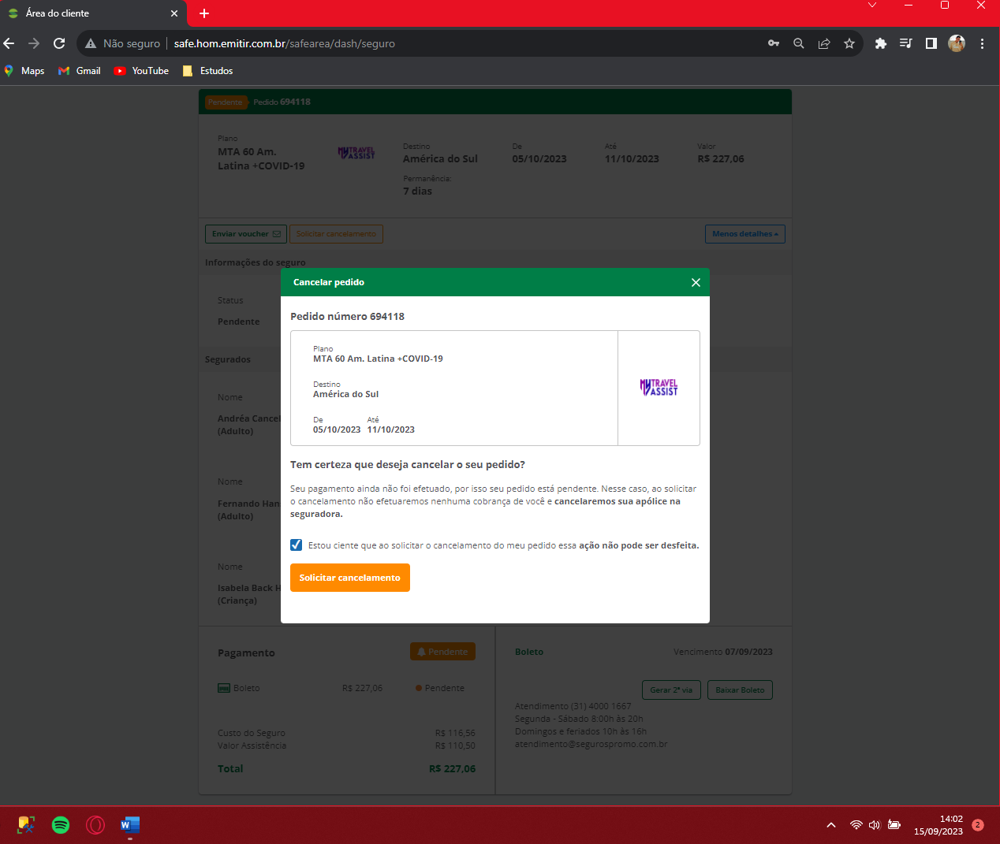 Área do cliente
Não seguro
safe.hom.emitir.com.br/safearea/dash/seguro
Maps
Gmail
YouTube
Estudos
Pendente
Pedido 694118
Plano
MTA 60 Am.
Latina +COVID-19
MYTRAVEL
ASSIST
Destino
América do Sul
De
05/10/2023
Até
11/10/2023
Valor
R$ 227,06
Permanência:
7 dias
Enviar voucher
Solicitar cancelamento
Menos detalhes
Informações do seguro
Status
Pendente
Segurados
Nome
Andréa Cancel
(Adulto)
Nome
Fernando Han
(Adulto)
Nome
Isabela Back H
(Criança)
Cancelar pedido
Pedido número 694118
Plano
MTA 60 Am. Latina +COVID-19
Destino
América do Sul
De
Até
05/10/2023
11/10/2023
MYTRAVEL
ASSIST
Tem certeza que deseja cancelar o seu pedido?
Seu pagamento ainda não foi efetuado, por isso seu pedido está pendente. Nesse caso, ao solicitar
o cancelamento não efetuaremos nenhuma cobrança de você e cancelaremos sua apólice na
seguradora.
Estou ciente que ao solicitar o cancelamento do meu pedido essa ação não pode ser desfeita.
Solicitar cancelamento
Pagamento
Pendente
Boleto
R$ 227,06
Pendente
Custo do Seguro
R$ 116,56
Valor Assistência
R$ 110,50
Total
R$ 227,06
Boleto
Vencimento 07/09/2023
Gerar 2ª via
Baixar Boleto
Atendimento (31) 4000 1667
Segunda - Sábado 8:00h às 20h
Domingos e feriados 10h às 16h
atendimento@segurospromo.com.br
W
14:02
15/09/2023
2